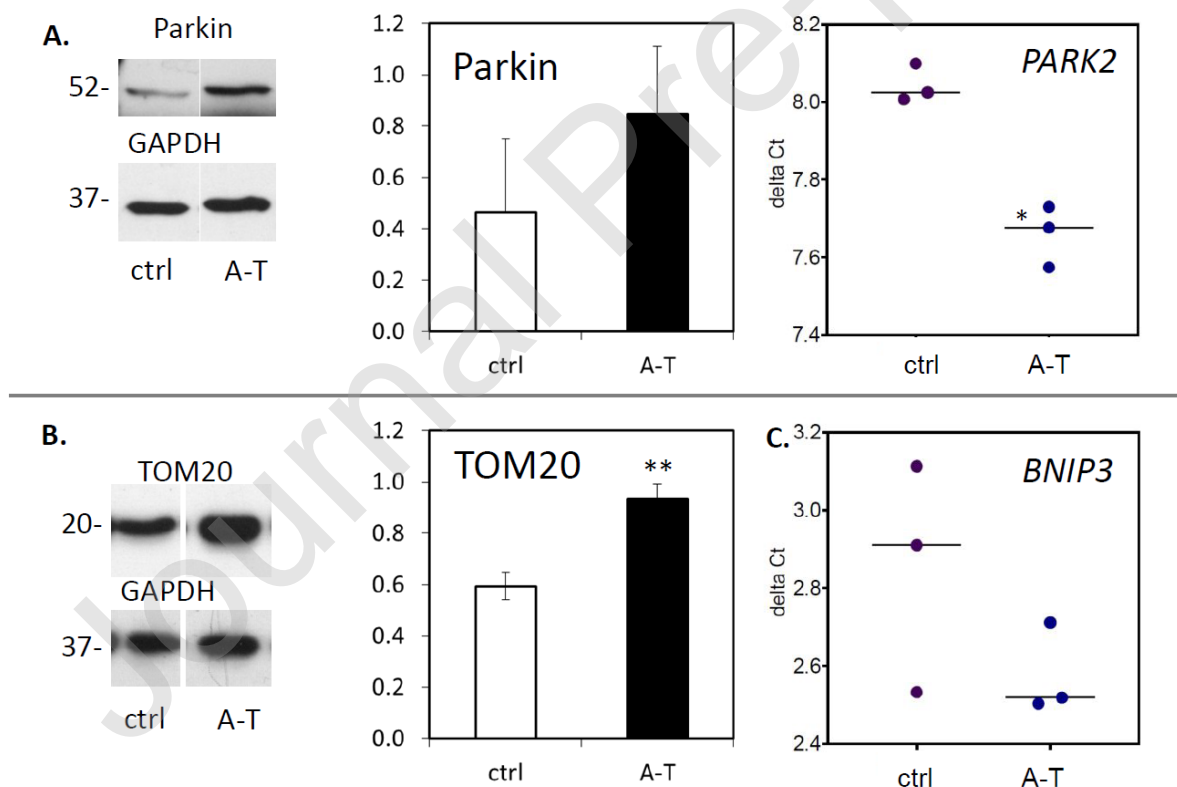 A.
Parkin
52-
GAPDH
37-
ctrl A-T
1.2
1.0
0.8
0.6
0.4
0.2
0.0
Parkin
ctrl A-T
8.2
8.0
7.8
7.6
7.4
delta Ct
PARK2
*
ctrl A-T
B.
TOM20
20-
GAPDH
37-
ctrl A-T
1.2
1.0
0.8
0.6
0.4
0.2
0.0
TOM20
**
ctrl A-T
C.
3.2
3.0
2.8
2.6
2.4
delta Ct
BNIP3
ctrl A-T
Journal Pre-